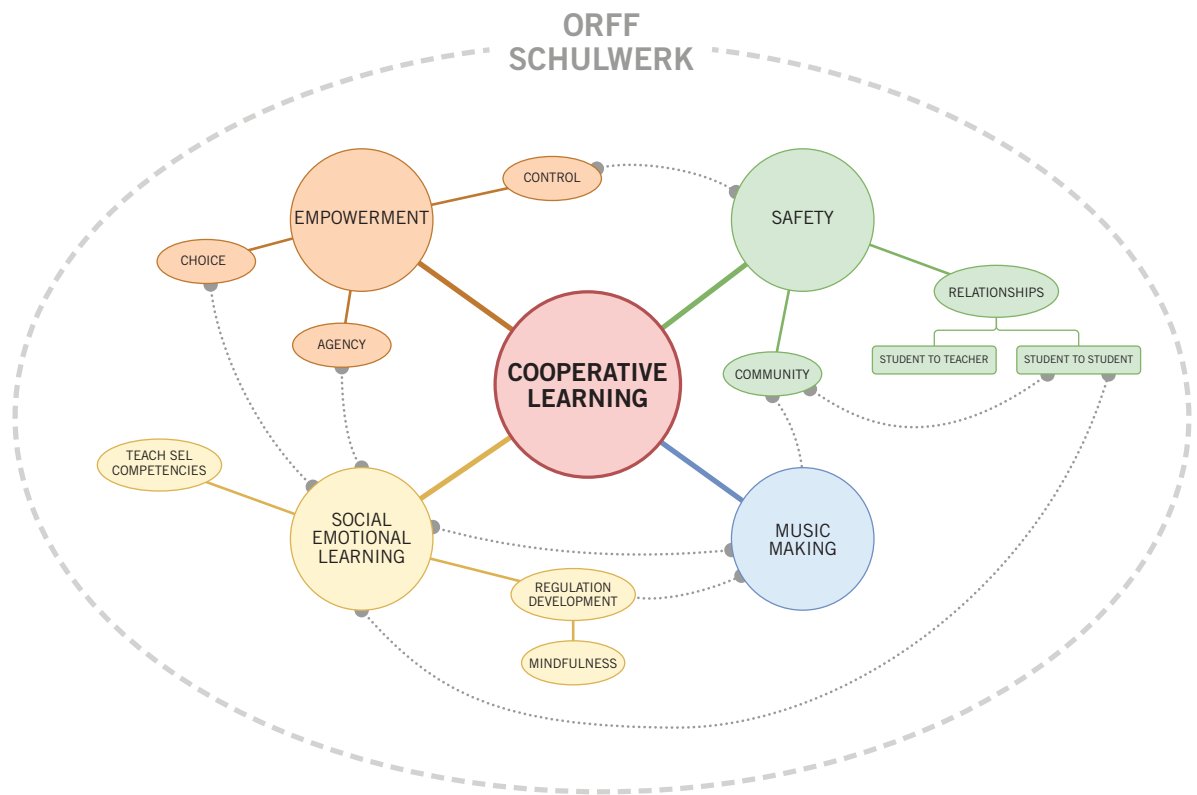 ORFF
SCHULWERK
CONTROL
EMPOWERMENT
SAFETY
CHOICE
RELATIONSHIPS
AGENCY
STUDENT TO TEACHER
STUDENT TO STUDENT
COMMUNITY
COOPERATIVE
LEARNING
TEACH SEL
COMPETENCIES
SOCIAL
EMOTIONAL
LEARNING
MUSIC
MAKING
REGULATION
DEVELOPMENT
MINDFULNESS